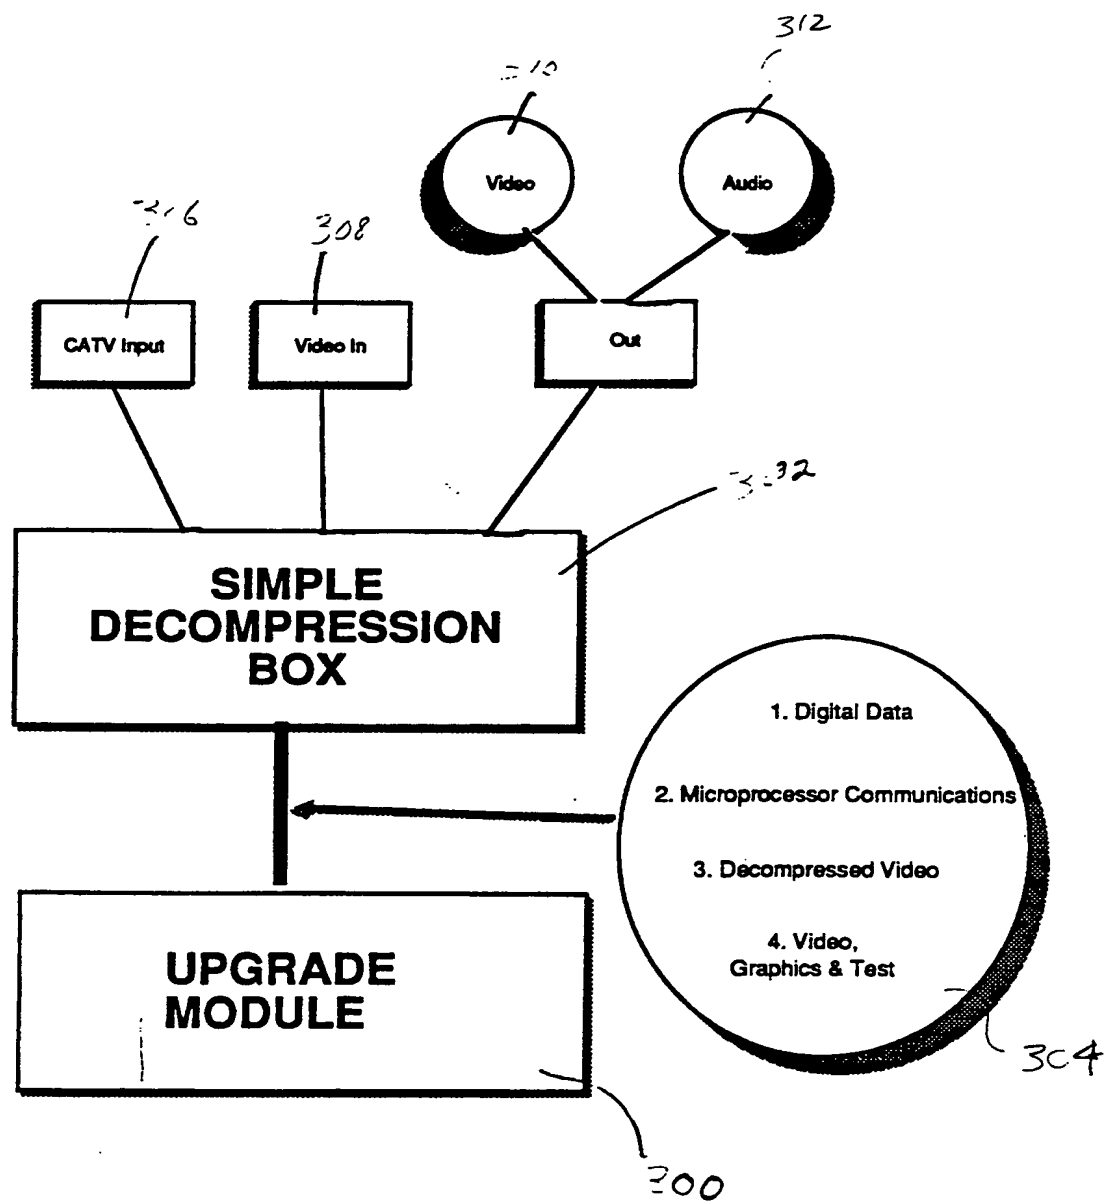 312
Video
Audio
308
CATV Input
Video In
Out
SIMPLE
DECOMPRESSION
BOX
1. Digital Data
2. Microprocessor Communications
3. Decompressed Video
4. Video,
Graphics & Test
UPGRADE
MODULE
304
300